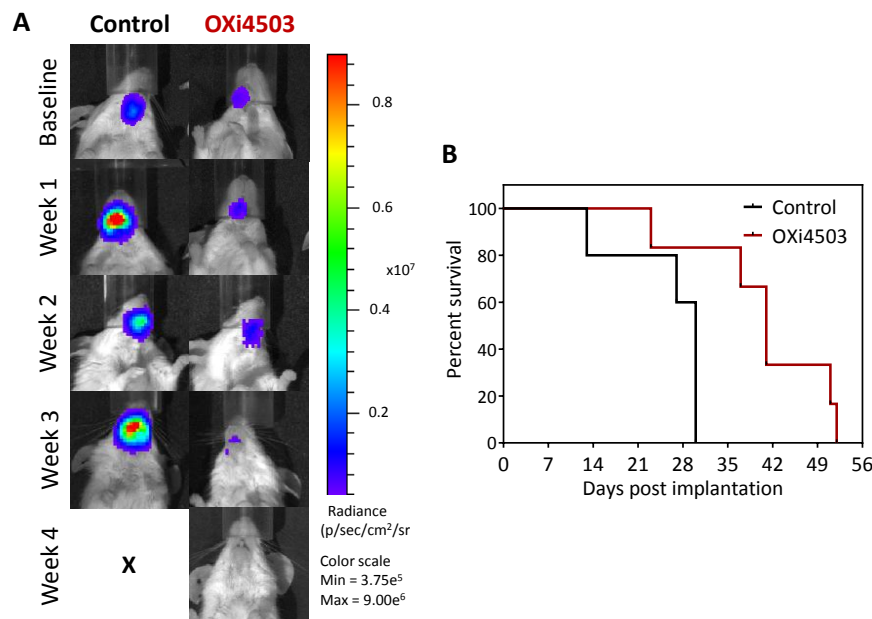 A
Control OXi4503
Baseline
Week 1
Week 2
Week 3
Week 4
X
0.8
0.6
x10⁷
0.4
0.2
Radiance
(p/sec/cm²/sr
Color scale
Min = 3.75e⁵
Max = 9.00e⁶
B
Control
OXi4503
Percent survival
100
80
60
40
20
0
0 7 14 21 28 35 42 49 56
Days post implantation